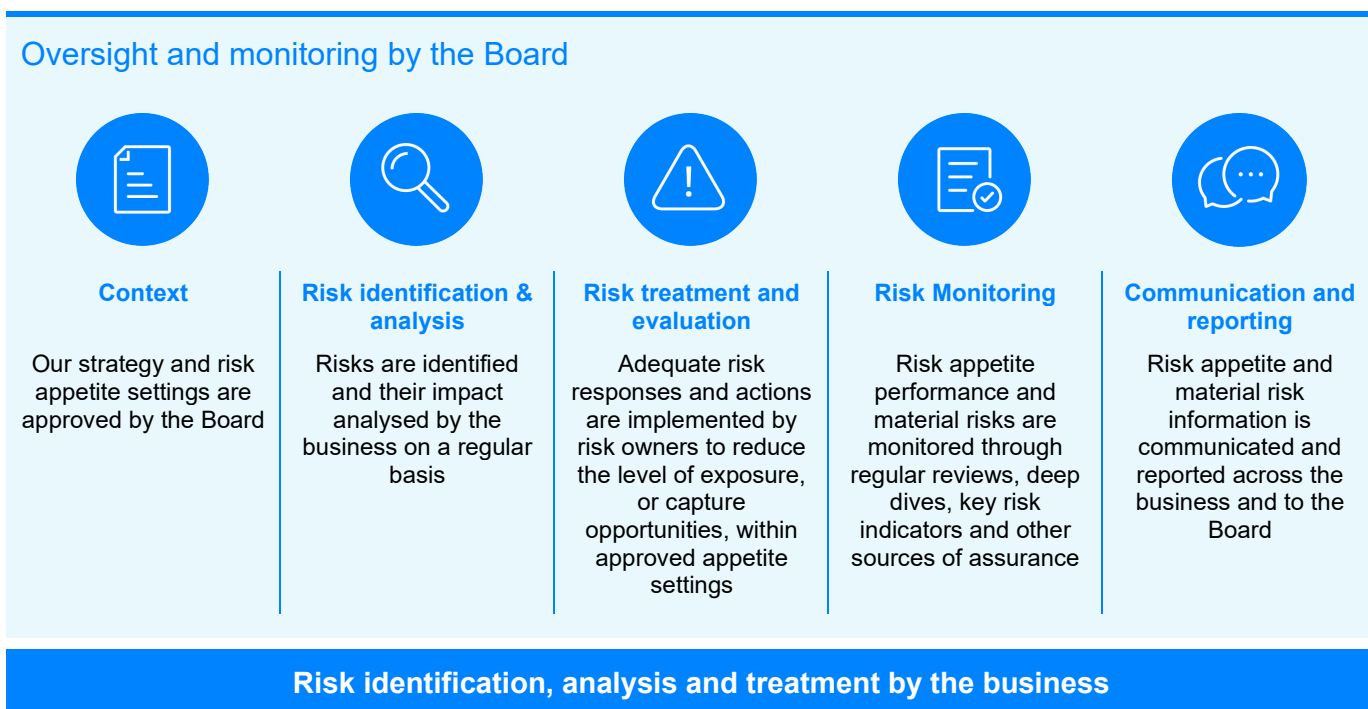 Oversight and monitoring by the Board
Context
Our strategy and risk
appetite settings are
approved by the Board
Risk identification &
analysis
Risks are identified
and their impact
analysed by the
business on a regular
basis
Risk treatment and
evaluation
Adequate risk
responses and actions
are implemented by
risk owners to reduce
the level of exposure,
or capture
opportunities, within
approved appetite
settings
Risk Monitoring
Risk appetite
performance and
material risks are
monitored through
regular reviews, deep
dives, key risk
indicators and other
sources of assurance
Communication and
reporting
Risk appetite and
material risk
information is
communicated and
reported across the
business and to the
Board
Risk identification, analysis and treatment by the business